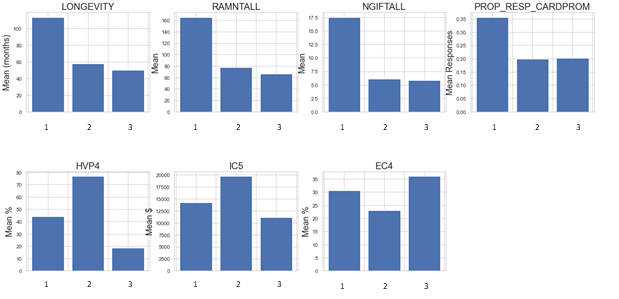 LONGEVITY
Mean (months)
100
80
60
40
20
0
1 2 3
RAMNTALL
Mean
160
140
120
100
80
60
40
20
0
1 2 3
NGIFTALL
Mean
17.5
15.0
12.5
10.0
7.5
5.0
2.5
0.0
1 2 3
PROP_RESP_CARDPROM
Mean Responses
0.35
0.30
0.25
0.20
0.15
0.10
0.05
0.00
1 2 3
HVP4
Mean %
80
70
60
50
40
30
20
10
0
1 2 3
IC5
Mean $
20000
17500
15000
12500
10000
7500
5000
2500
0
1 2 3
EC4
Mean %
35
30
25
20
15
10
5
0
1 2 3